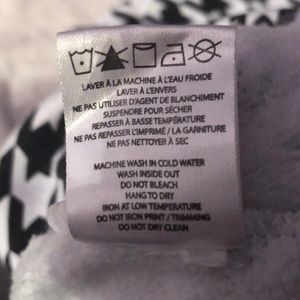 LAVER À LA MACHINE À L'EAU FROIDE
LAVER À L'ENVERS
NE PAS UTILISER D'AGENT DE BLANCHIMENT
SUSPENDRE POUR SÉCHER
REPASSER À BASSE TEMPÉRATURE
NE PAS REPASSER L'IMPRIMÉ / LA GARNITURE
NE PAS NETTOYER À SEC
MACHINE WASH IN COLD WATER
WASH INSIDE OUT
DO NOT BLEACH
HANG TO DRY
IRON AT LOW TEMPERATURE
DO NOT IRON PRINT / TRIMMING
DO NOT DRY CLEAN